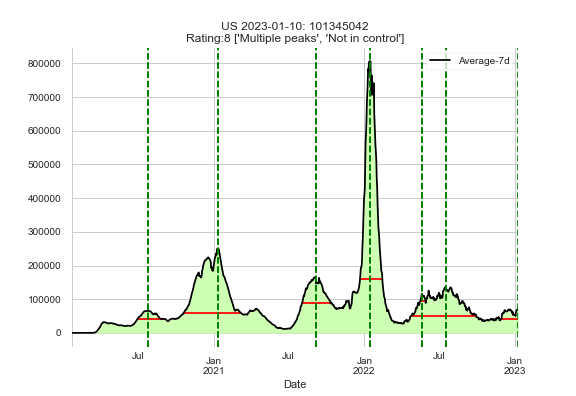 US 2023-01-10: 101345042
Rating:8 ['Multiple peaks', 'Not in control']
Average-7d
800000
700000
600000
500000
400000
300000
200000
100000
0
Jul
Jan
2021
Jul
Jan
2022
Jul
Jan
2023
Date